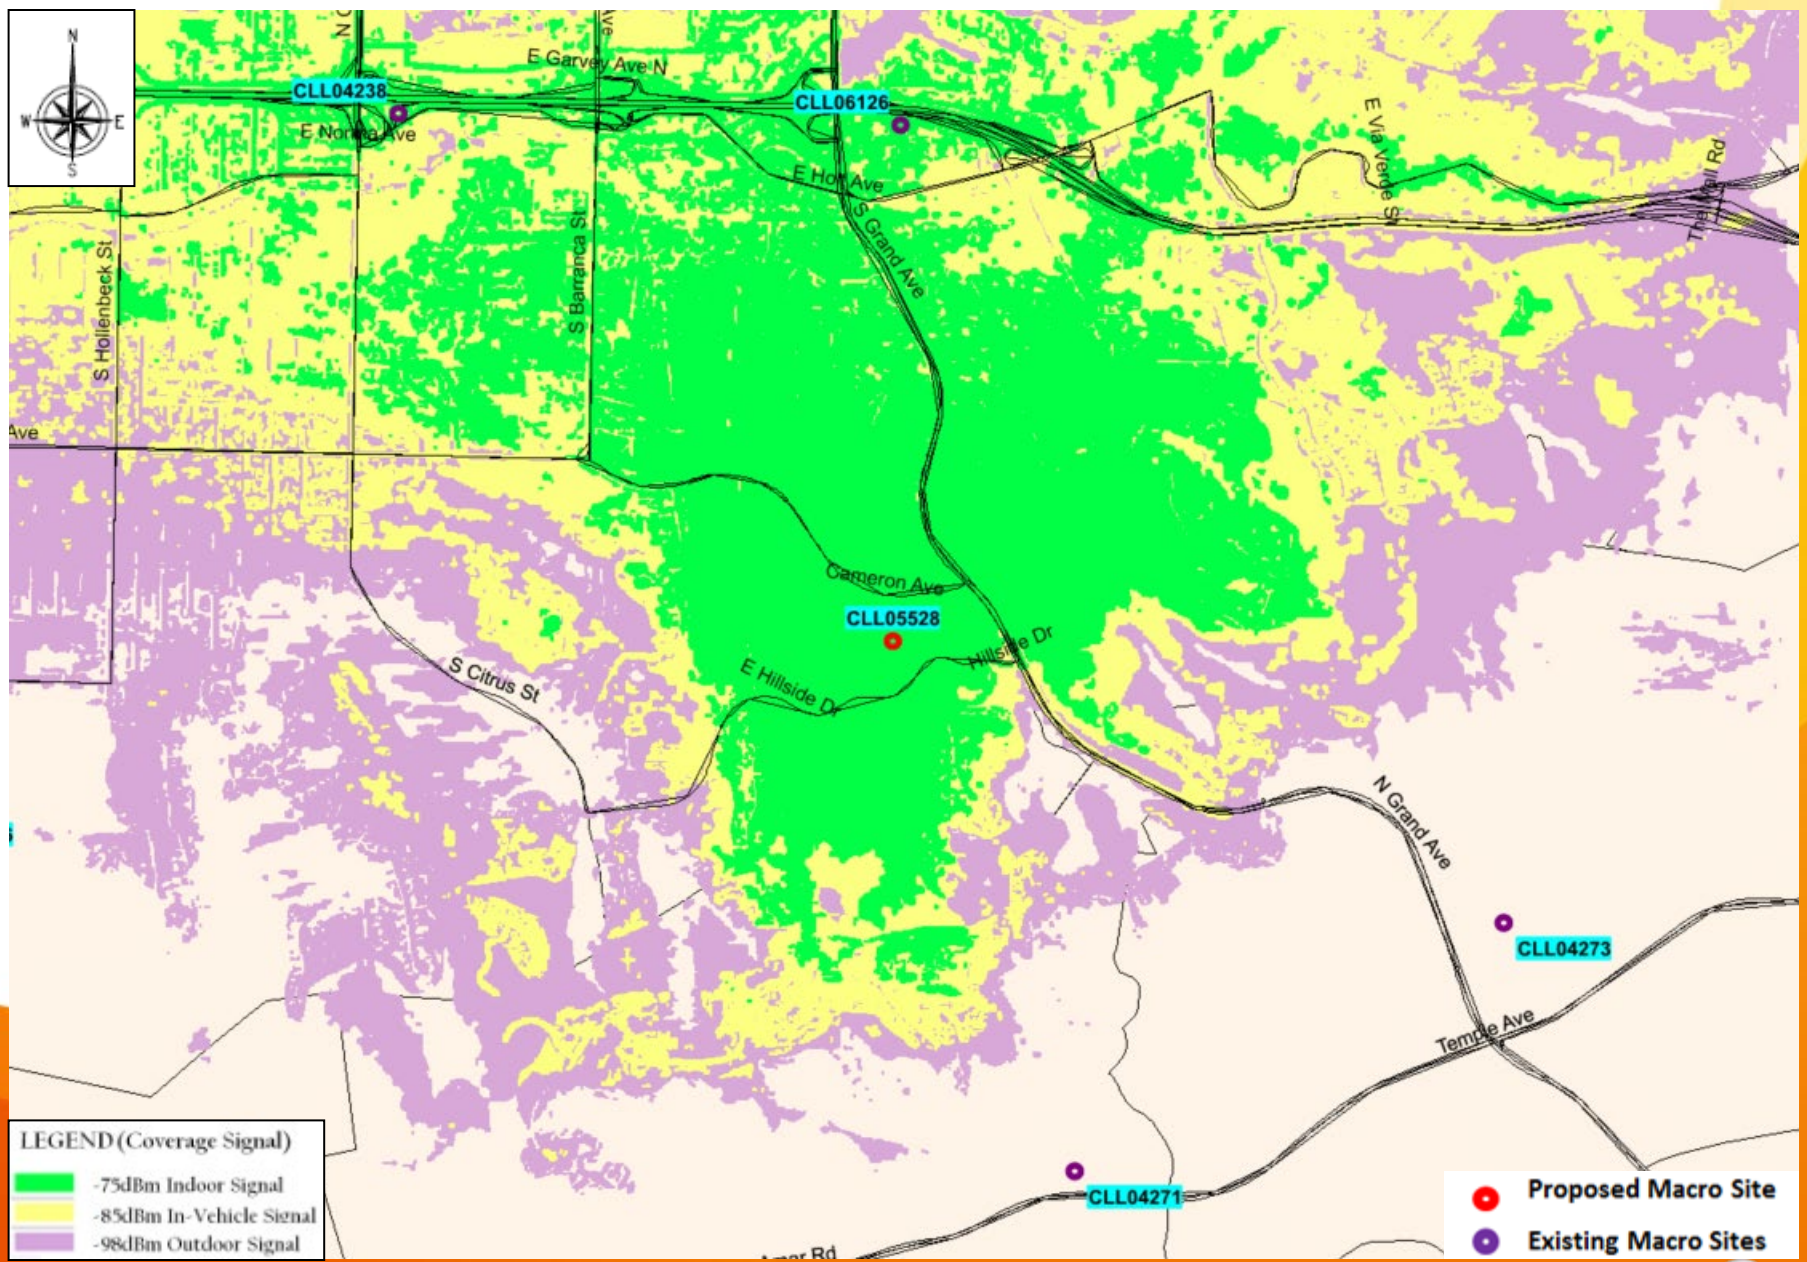 N
W E
S
N C
Ave
E Garvey Ave N
CLL04238
CLL06126
E Norma Ave
E Holt Ave
E Via Verde St
S Grand Ave
S Barranca St
S Hollenbeck St
Ave
Cameron Ave
CLL05528
Hillside Dr
E Hillside Dr
S Citrus St
N Grand Ave
CLL04273
Temple Ave
CLL04271
Amar Rd
LEGEND (Coverage Signal)
-75dBm Indoor Signal
-85dBm In-Vehicle Signal
-98dBm Outdoor Signal
Proposed Macro Site
Existing Macro Sites